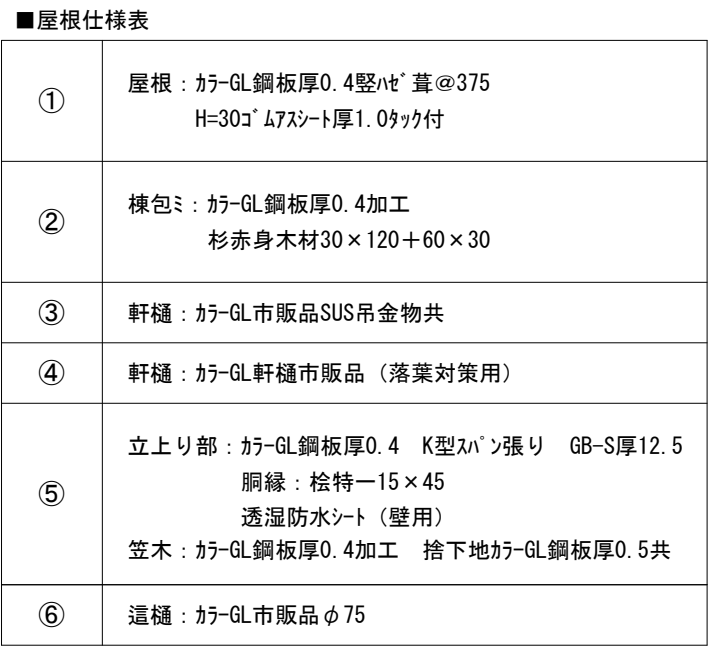 ■屋根仕様表
①
屋根：ｶﾗｰGL鋼板厚0.4竪ﾊｾﾞ葺＠375
H=30ｺﾞﾑｱｽｼｰﾄ厚1.0ﾀｯｸ付
②
棟包ﾐ：ｶﾗｰGL鋼板厚0.4加工
杉赤身木材30×120＋60×30
③
軒樋：ｶﾗｰGL市販品SUS吊金物共
④
軒樋：ｶﾗｰGL軒樋市販品（落葉対策用）
⑤
立上り部：ｶﾗｰGL鋼板厚0.4　K型ｽﾊﾟﾝ張り　GB-S厚12.5
胴縁：桧特一15×45
透湿防水ｼｰﾄ（壁用）
笠木：ｶﾗｰGL鋼板厚0.4加工　捨下地ｶﾗｰGL鋼板厚0.5共
⑥
這樋：ｶﾗｰGL市販品φ75